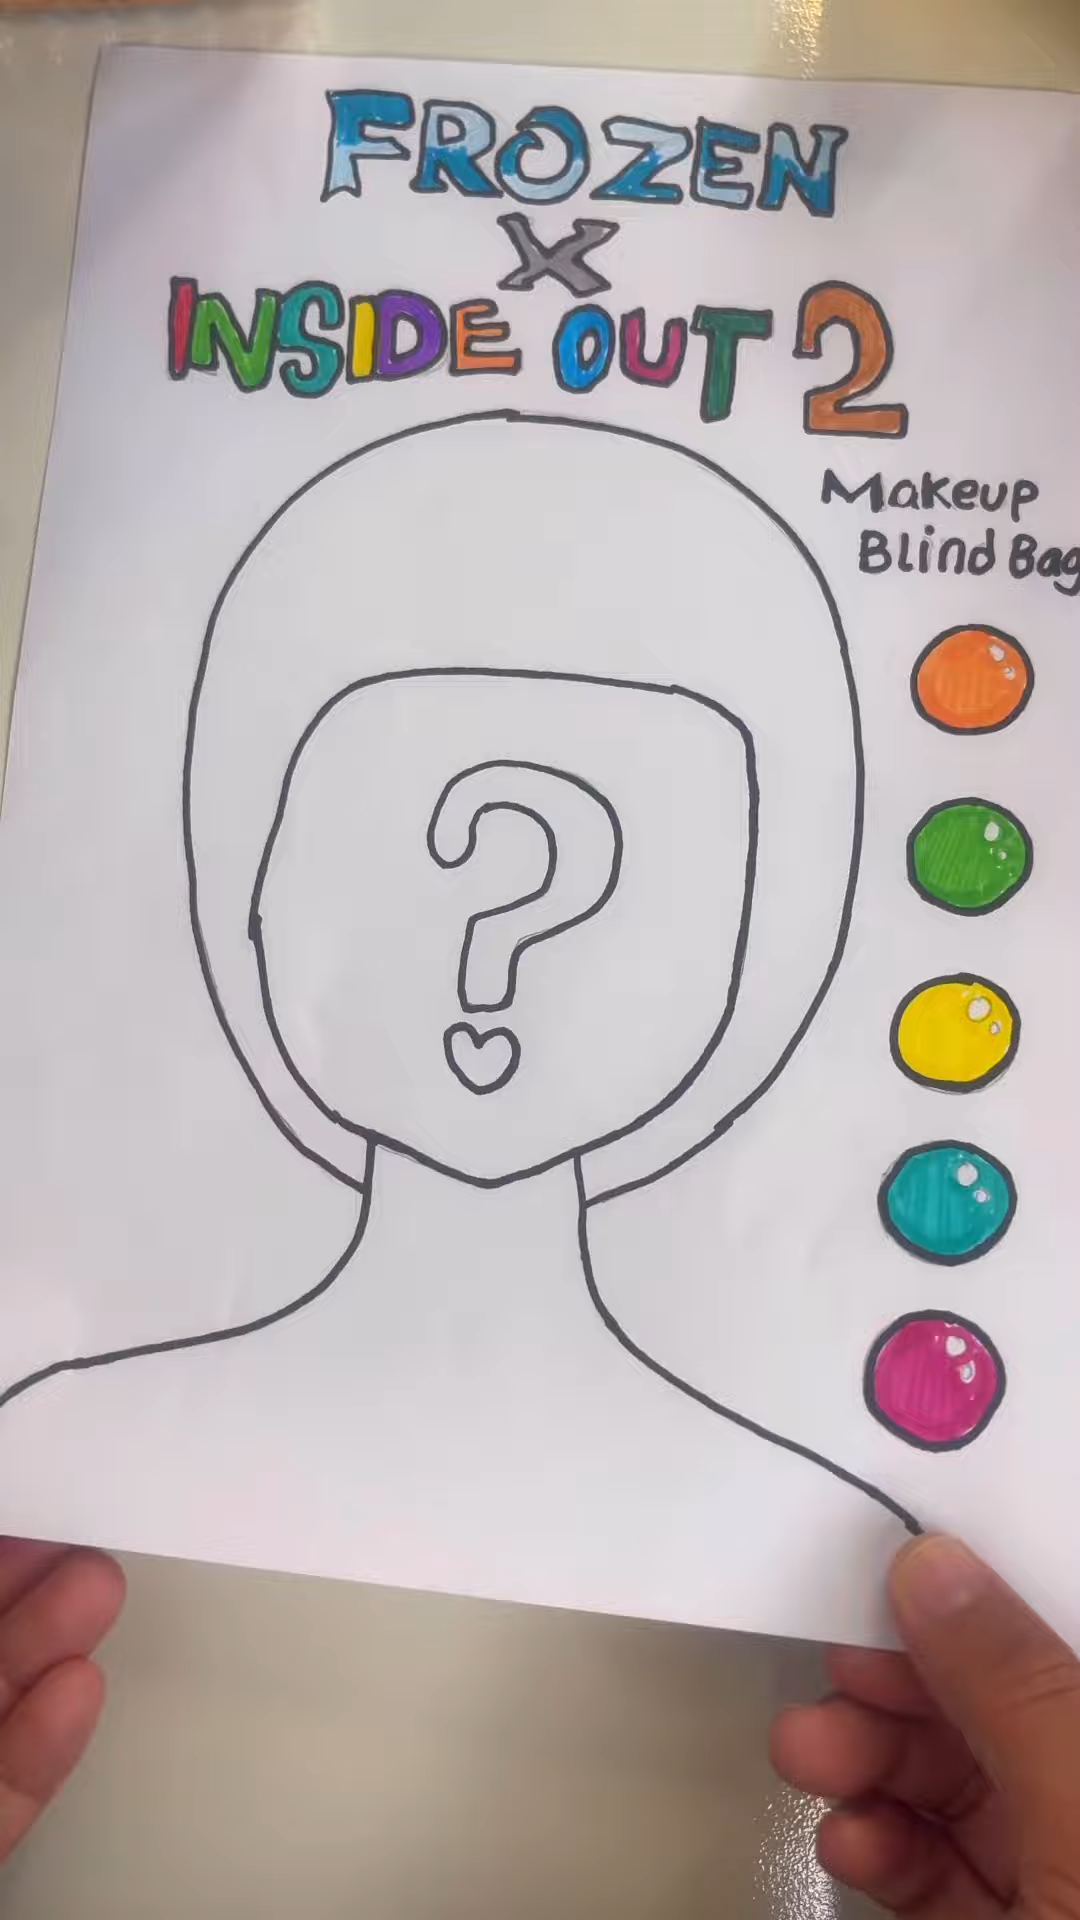 FROZEN
X
INSIDE OUT 2
Makeup
Blind Bag
?